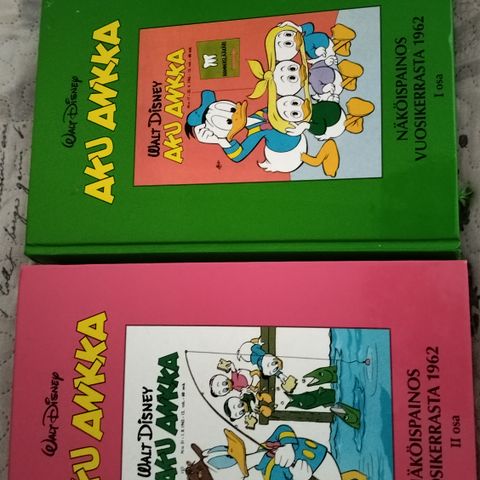 WALT DISNEY
AKU ANKKA
WALT DISNEY
AKU ANKKA
NÄKÖISPAINOS
VUOSIKERRASTA 1962
I osa
WALT DISNEY
AKU ANKKA
WALT DISNEY
AKU ANKKA
NÄKÖISPAINOS
VUOSIKERRASTA 1962
II osa